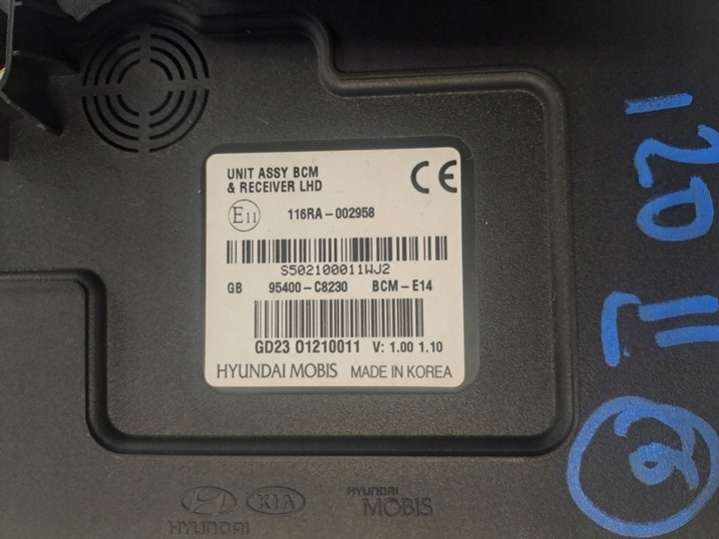 UNIT ASSY BCM
& RECEIVER LHD
CE
E11
116RA-002958
S502100011WJ2
GB 95400-C8230 BCM-E14
GD23 01210011 V: 1.00 1.10
HYUNDAI MOBIS MADE IN KOREA
HYUNDAI
KIA
HYUNDAI
MOBIS
i20 II
2